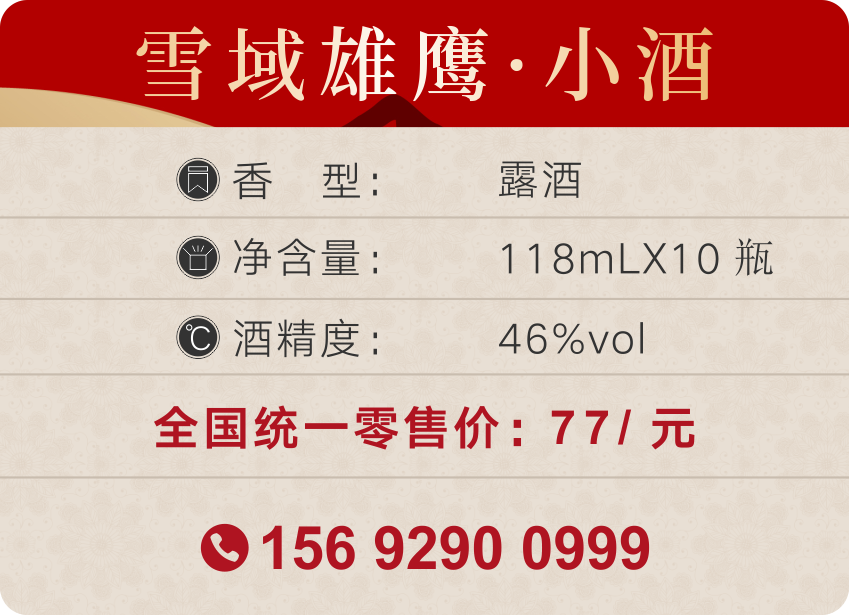 雪域雄鹰·小酒
香 型： 露酒
净含量： 118mLX10 瓶
℃ 酒精度： 46%vol
全国统一零售价：77/ 元
156 9290 0999